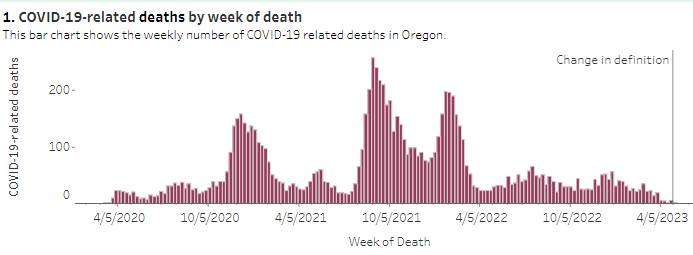 1. COVID-19-related deaths by week of death
This bar chart shows the weekly number of COVID-19 related deaths in Oregon.
Change in definition
COVID-19-related deaths
200
100
0
4/5/2020 10/5/2020 4/5/2021 10/5/2021 4/5/2022 10/5/2022 4/5/2023
Week of Death